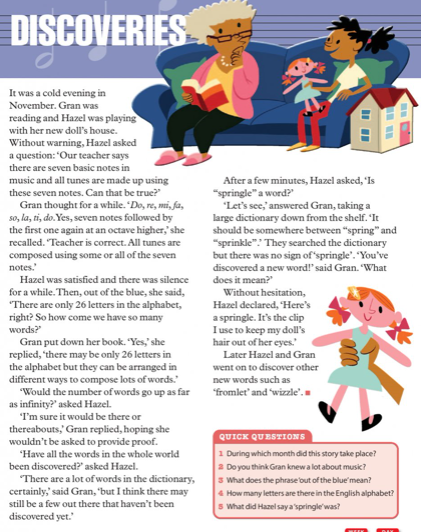 DISCOVERIES
It was a cold evening in
November. Gran was
reading and Hazel was playing
with her new doll's house.
Without warning, Hazel asked
a question: 'Our teacher says
there are seven basic notes in
music and all tunes are made up using
these seven notes. Can that be true?'
Gran thought for a while. 'Do, re, mi, fa,
so, la, ti, do. Yes, seven notes followed by
the first one again at an octave higher,' she
recalled. 'Teacher is correct. All tunes are
composed using some or all of the seven
notes.'
Hazel was satisfied and there was silence
for a while. Then, out of the blue, she said,
'There are only 26 letters in the alphabet,
right? So how come we have so many
words?'
Gran put down her book. 'Yes,' she
replied, 'there may be only 26 letters in
the alphabet but they can be arranged in
different ways to compose lots of words.'
'Would the number of words go up as far
as infinity?' asked Hazel.
'I'm sure it would be there or
thereabouts,' Gran replied, hoping she
wouldn't be asked to provide proof.
'Have all the words in the whole world
been discovered?' asked Hazel.
'There are a lot of words in the dictionary,
certainly,' said Gran, 'but I think there may
still be a few out there that haven't been
discovered yet.'
After a few minutes, Hazel asked, 'Is
"springle" a word?'
'Let's see,' answered Gran, taking a
large dictionary down from the shelf. 'It
should be somewhere between "spring" and
"sprinkle".' They searched the dictionary
but there was no sign of 'springle'. 'You've
discovered a new word!' said Gran. 'What
does it mean?'
Without hesitation,
Hazel declared, 'Here's
a springle. It's the clip
I use to keep my doll's
hair out of her eyes.'
Later Hazel and Gran
went on to discover other
new words such as
'fromlet' and 'wizzle'.
QUICK QUESTIONS
1 During which month did this story take place?
2 Do you think Gran knew a lot about music?
3 What does the phrase 'out of the blue' mean?
4 How many letters are there in the English alphabet?
5 What did Hazel say a 'springle' was?